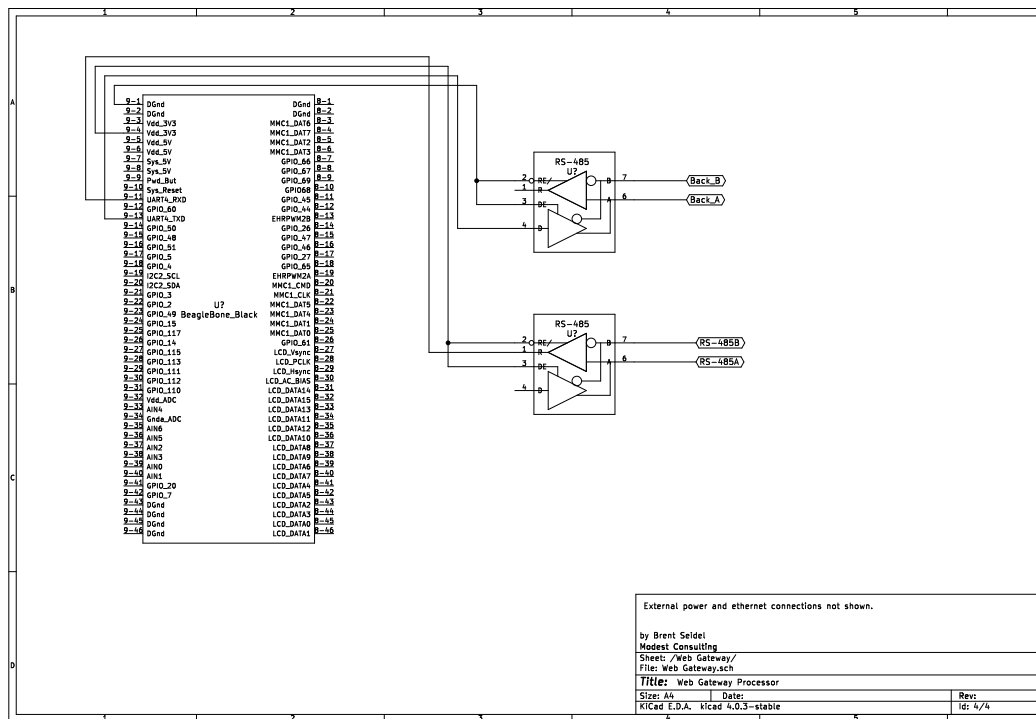 1 2 3 4 5
A
B
C
D
9-1 DGnd DGnd 8-1
9-2 DGnd DGnd 8-2
9-3 Vdd_3V3 MMC1_DAT6 8-3
9-4 Vdd_3V3 MMC1_DAT7 8-4
9-5 Vdd_5V MMC1_DAT2 8-5
9-6 Vdd_5V MMC1_DAT3 8-6
9-7 Sys_5V GPIO_66 8-7
9-8 Sys_5V GPIO_67 8-8
9-9 Pwd_But GPIO_69 8-9
9-10 Sys_Reset GPIO68 8-10
9-11 UART4_RXD GPIO_45 8-11
9-12 GPIO_60 GPIO_44 8-12
9-13 UART4_TXD EHRPWM2B 8-13
9-14 GPIO_50 GPIO_26 8-14
9-15 GPIO_48 GPIO_47 8-15
9-16 GPIO_51 GPIO_46 8-16
9-17 GPIO_5 GPIO_27 8-17
9-18 GPIO_4 GPIO_65 8-18
9-19 I2C2_SCL EHRPWM2A 8-19
9-20 I2C2_SDA MMC1_CMD 8-20
9-21 GPIO_3 MMC1_CLK 8-21
9-22 GPIO_2 MMC1_DAT5 8-22
9-23 GPIO_49 MMC1_DAT4 8-23
9-24 GPIO_15 MMC1_DAT1 8-24
9-25 GPIO_117 MMC1_DAT0 8-25
9-26 GPIO_14 GPIO_61 8-26
9-27 GPIO_115 LCD_Vsync 8-27
9-28 GPIO_113 LCD_PCLK 8-28
9-29 GPIO_111 LCD_Hsync 8-29
9-30 GPIO_112 LCD_AC_BIAS 8-30
9-31 GPIO_110 LCD_DATA14 8-31
9-32 Vdd_ADC LCD_DATA15 8-32
9-33 AIN4 LCD_DATA13 8-33
9-34 Gnda_ADC LCD_DATA11 8-34
9-35 AIN6 LCD_DATA12 8-35
9-36 AIN5 LCD_DATA10 8-36
9-37 AIN2 LCD_DATA8 8-37
9-38 AIN3 LCD_DATA9 8-38
9-39 AIN0 LCD_DATA6 8-39
9-40 AIN1 LCD_DATA7 8-40
9-41 GPIO_20 LCD_DATA4 8-41
9-42 GPIO_7 LCD_DATA5 8-42
9-43 DGnd LCD_DATA2 8-43
9-44 DGnd LCD_DATA3 8-44
9-45 DGnd LCD_DATA0 8-45
9-46 DGnd LCD_DATA1 8-46
U?
BeagleBone_Black
RS-485
U?
2 RE/ B 7 Back_B
1 R
3 DE A 6 Back_A
4 D
RS-485
U?
2 RE/ B 7 RS-485B
1 R
3 DE A 6 RS-485A
4 D
External power and ethernet connections not shown.
by Brent Seidel
Modest Consulting
Sheet: /Web Gateway/
File: Web Gateway.sch
Title: Web Gateway Processor
Size: A4 Date: Rev:
KiCad E.D.A. kicad 4.0.3-stable Id: 4/4
1 2 3 4 5